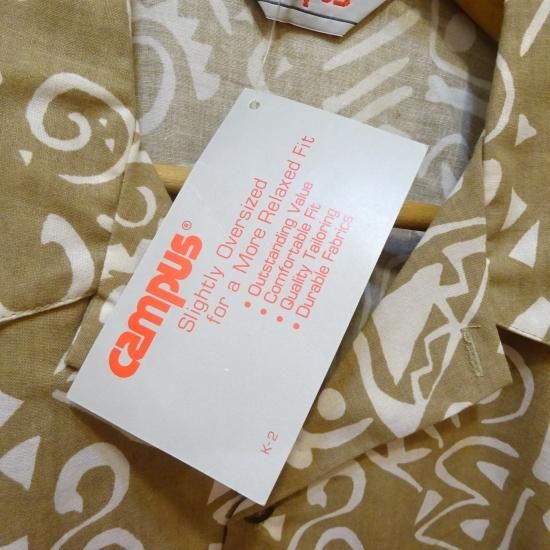 campus®
Slightly Oversized
for a More Relaxed Fit
• Outstanding Value
• Comfortable Fit
• Quality Tailoring
• Durable Fabrics
K-2